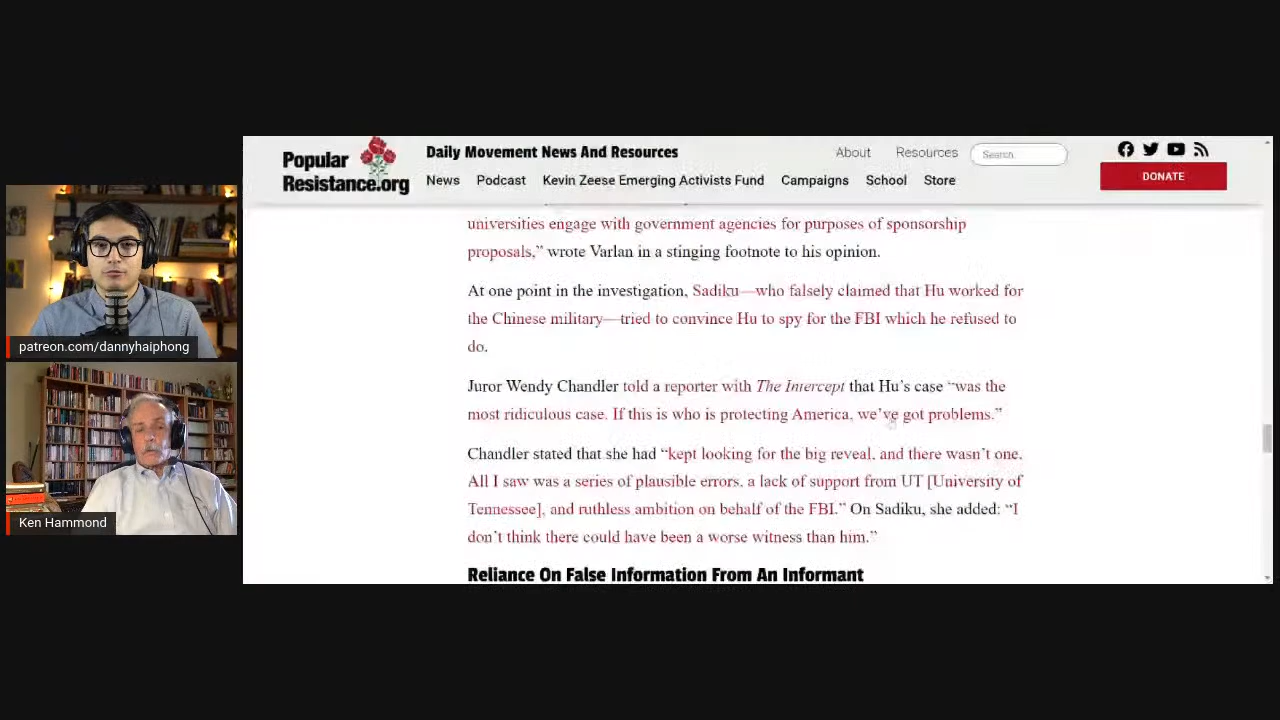 Popular
Resistance.org
Daily Movement News And Resources
About
Resources
Search
News
Podcast
Kevin Zeese Emerging Activists Fund
Campaigns
School
Store
DONATE
universities engage with government agencies for purposes of sponsorship
proposals,” wrote Varlan in a stinging footnote to his opinion.
At one point in the investigation, Sadiku—who falsely claimed that Hu worked for
the Chinese military—tried to convince Hu to spy for the FBI which he refused to
do.
Juror Wendy Chandler told a reporter with The Intercept that Hu’s case “was the
most ridiculous case. If this is who is protecting America, we’ve got problems.”
Chandler stated that she had “kept looking for the big reveal, and there wasn’t one.
All I saw was a series of plausible errors, a lack of support from UT [University of
Tennessee], and ruthless ambition on behalf of the FBI.” On Sadiku, she added: “I
don’t think there could have been a worse witness than him.”
Reliance On False Information From An Informant
patreon.com/dannyhaiphong
Ken Hammond